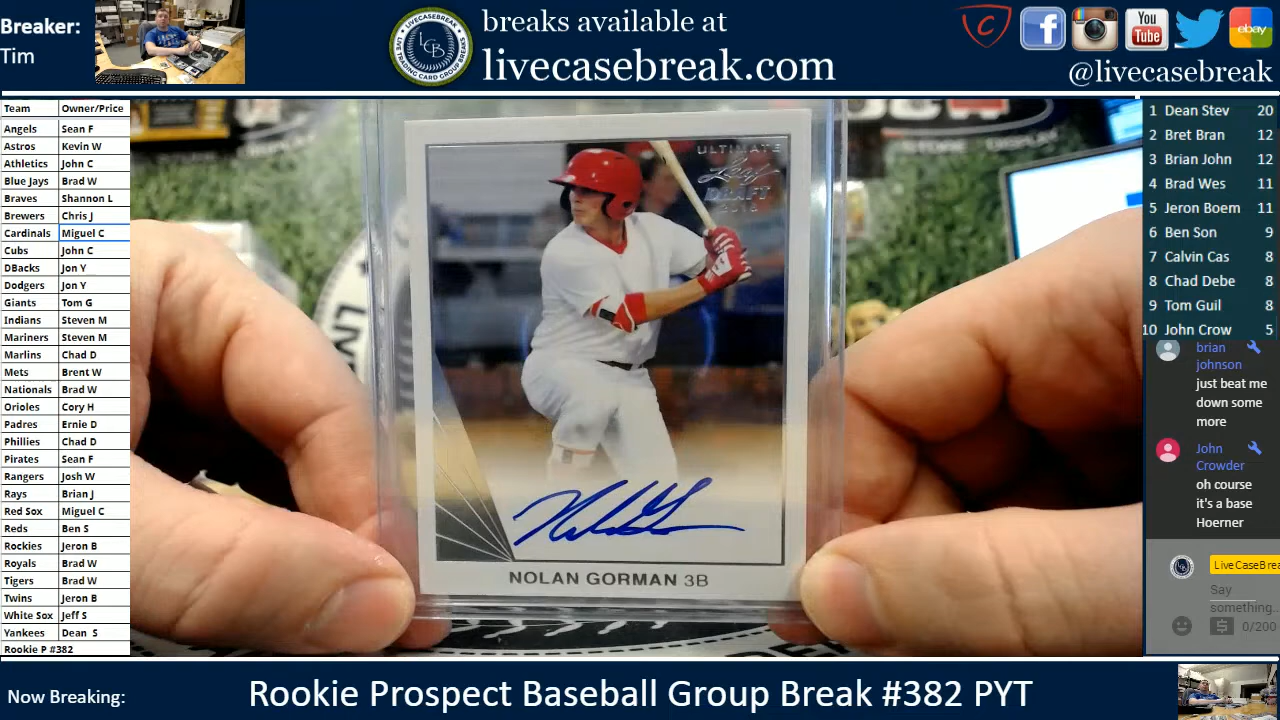 Breaker:
Tim
breaks available at
livecasebreak.com
LCB
You
Tube
ebay
@livecasebreak
Team Owner/Price
Angels Sean F
Astros Kevin W
Athletics John C
Blue Jays Brad W
Braves Shannon L
Brewers Chris J
Cardinals Miguel C
Cubs John C
DBacks Jon Y
Dodgers Jon Y
Giants Tom G
Indians Steven M
Mariners Steven M
Marlins Chad D
Mets Brent W
Nationals Brad W
Orioles Cory H
Padres Ernie D
Phillies Chad D
Pirates Sean F
Rangers Josh W
Rays Brian J
Red Sox Miguel C
Reds Ben S
Rockies Jeron B
Royals Brad W
Tigers Brad W
Twins Jeron B
White Sox Jeff S
Yankees Dean S
Rookie P #382
ULTIMATE
Leaf
DRAFT
NOLAN GORMAN 3B
1 Dean Stev 20
2 Bret Bran 12
3 Brian John 12
4 Brad Wes 11
5 Jeron Boem 11
6 Ben Son 9
7 Calvin Cas 8
8 Chad Debe 8
9 Tom Guil 8
10 John Crow 5
brian
johnson
just beat me
down some
more
John
Crowder
oh course
it's a base
Hoerner
LiveCaseBrea
Say
something...
0/200
Now Breaking:
Rookie Prospect Baseball Group Break #382 PYT